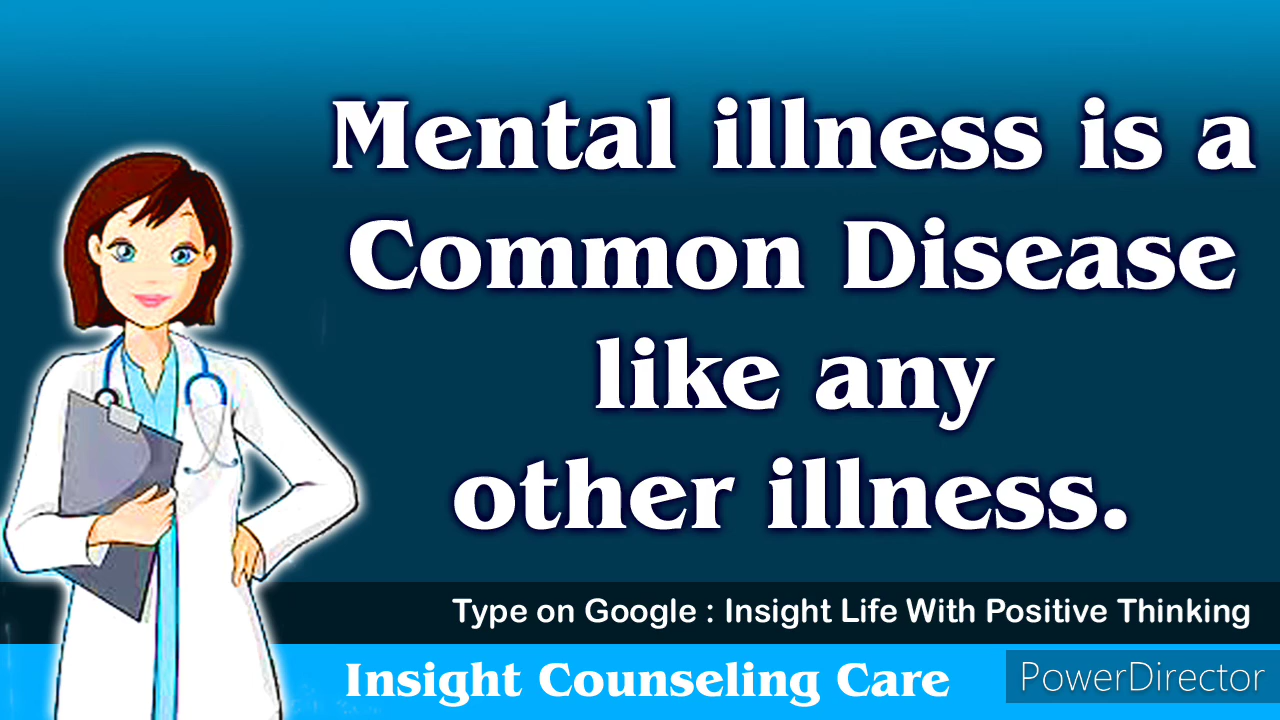 Mental illness is a
Common Disease
like any
other illness.
Type on Google : Insight Life With Positive Thinking
Insight Counseling Care
PowerDirector